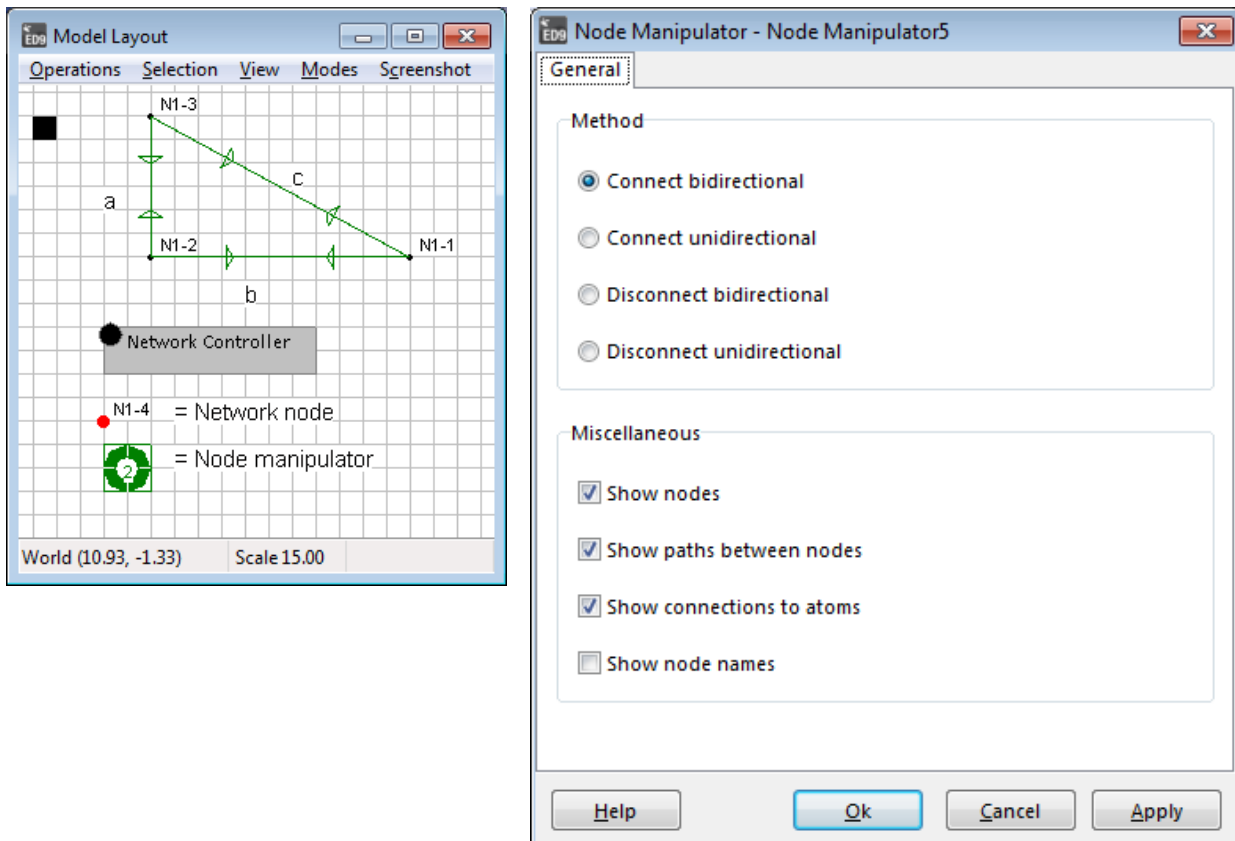 ED9 Model Layout
Operations Selection View Modes Screenshot
N1-3
c
a
N1-2
N1-1
b
Network Controller
N1-4 = Network node
2 = Node manipulator
World (10.93, -1.33) Scale 15.00
ED9 Node Manipulator - Node Manipulator5
General
Method
Connect bidirectional
Connect unidirectional
Disconnect bidirectional
Disconnect unidirectional
Miscellaneous
Show nodes
Show paths between nodes
Show connections to atoms
Show node names
Help Ok Cancel Apply